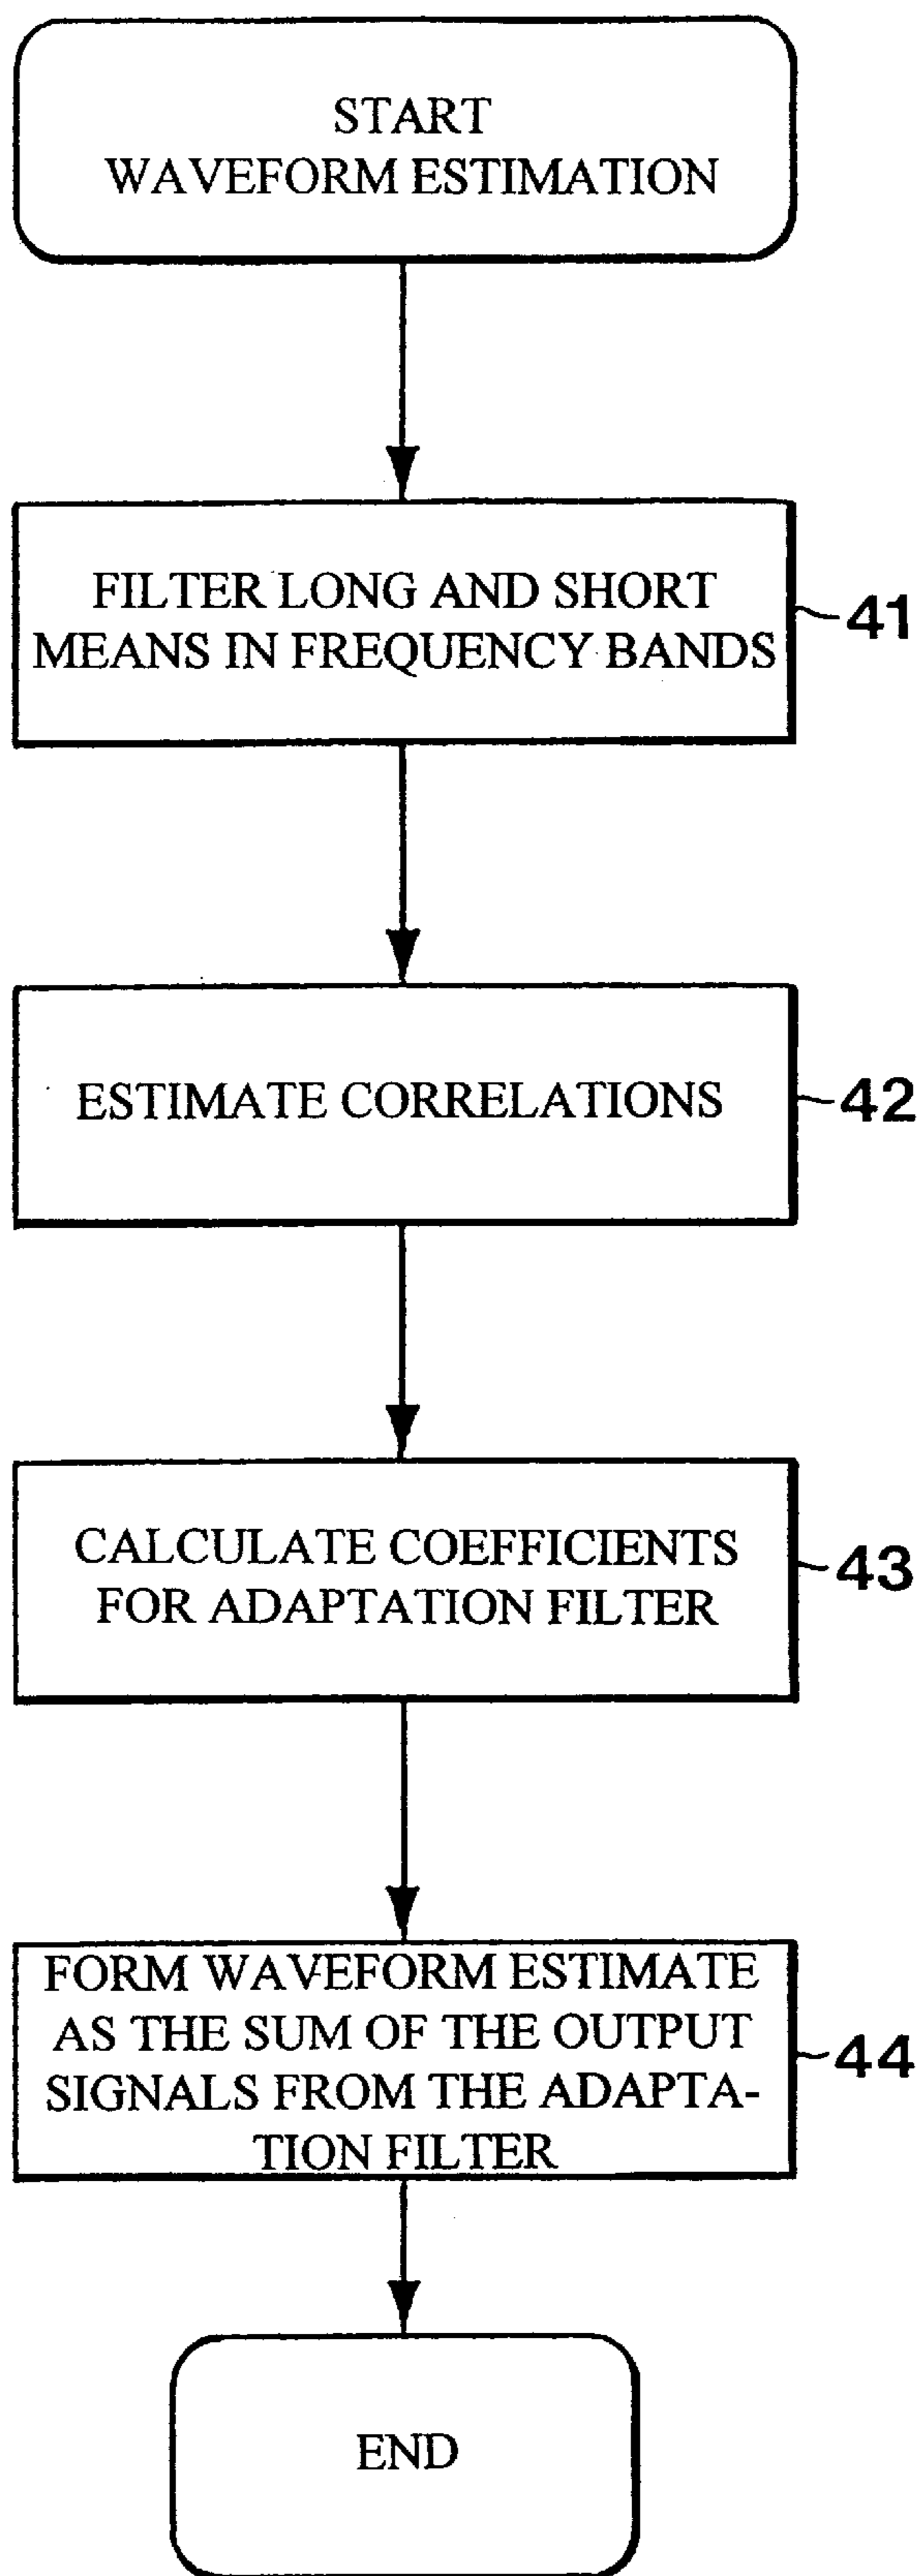 START
WAVEFORM ESTIMATION
FILTER LONG AND SHORT
MEANS IN FREQUENCY BANDS
41
ESTIMATE CORRELATIONS
42
CALCULATE COEFFICIENTS
FOR ADAPTATION FILTER
43
FORM WAVEFORM ESTIMATE
AS THE SUM OF THE OUTPUT
SIGNALS FROM THE ADAPTA-
TION FILTER
44
END